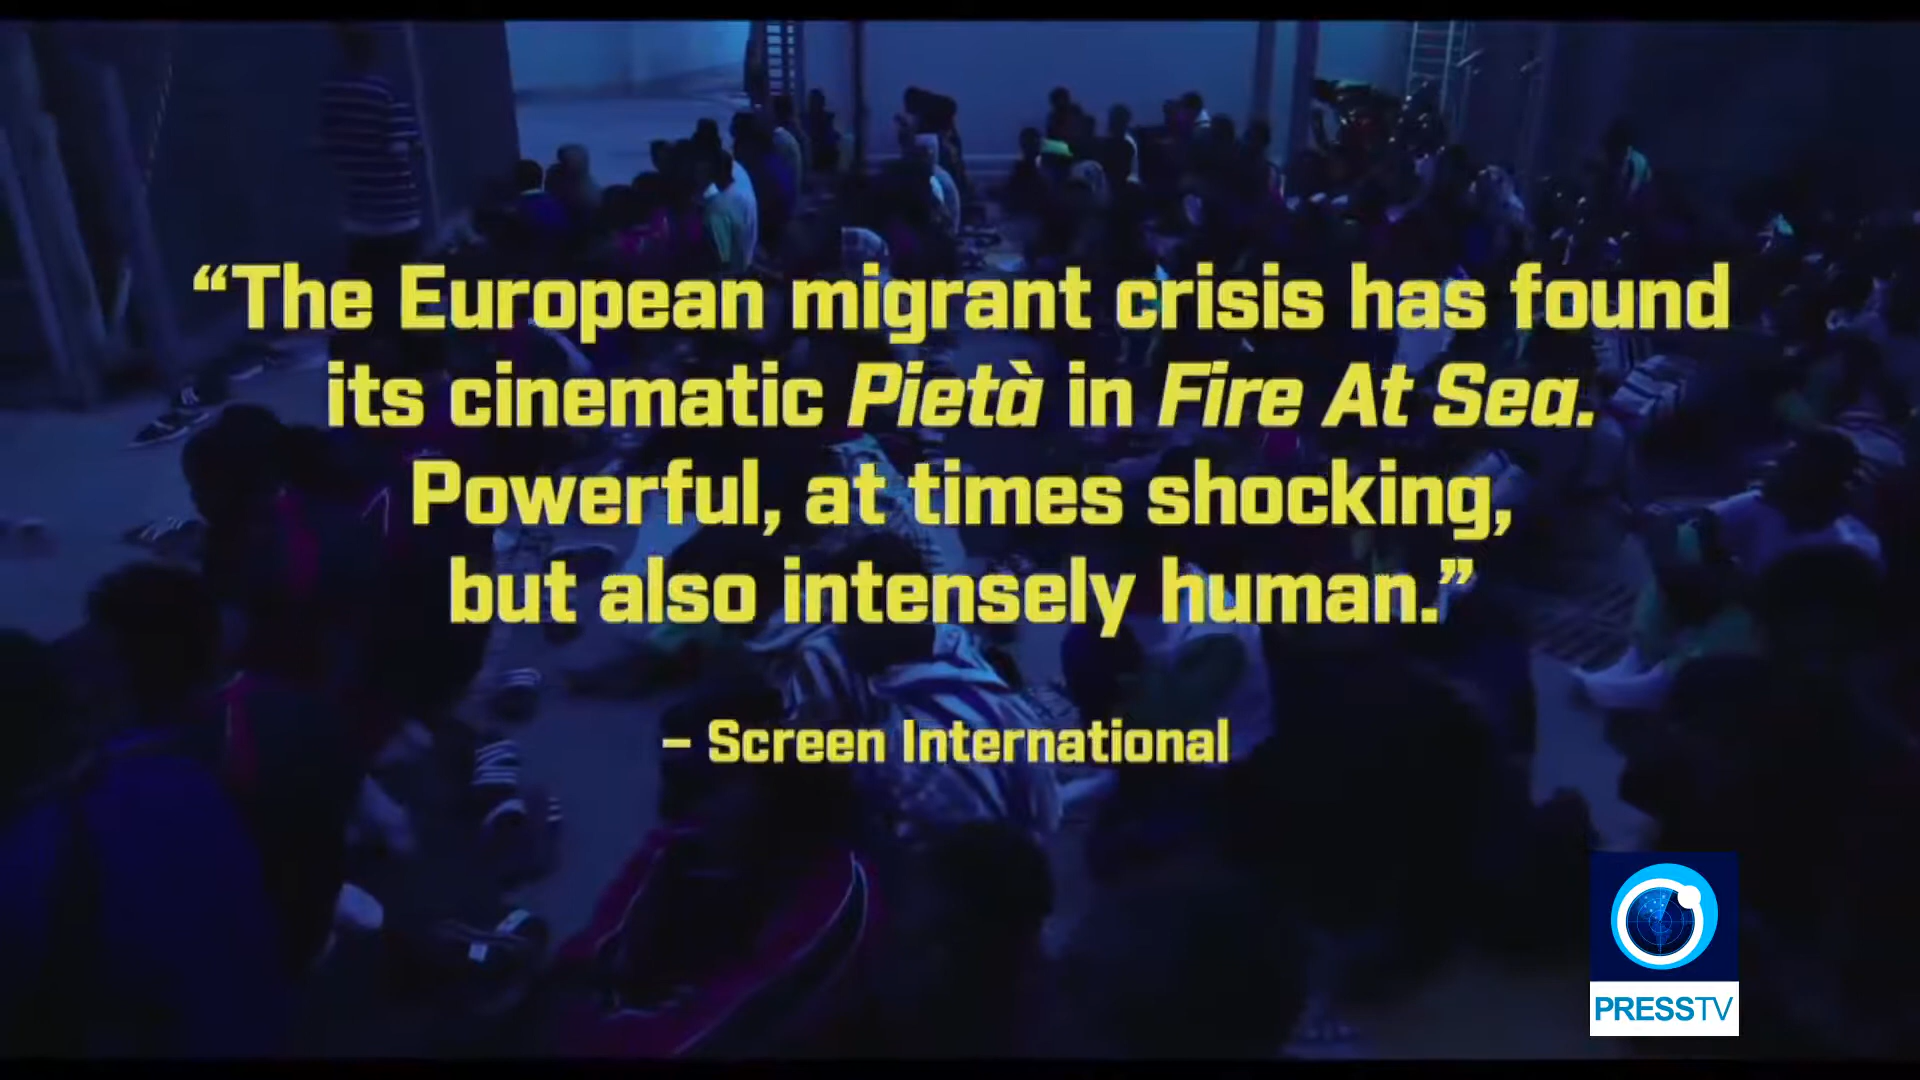 “The European migrant crisis has found
its cinematic Pietà in Fire At Sea.
Powerful, at times shocking,
but also intensely human.”
– Screen International
PRESSTV